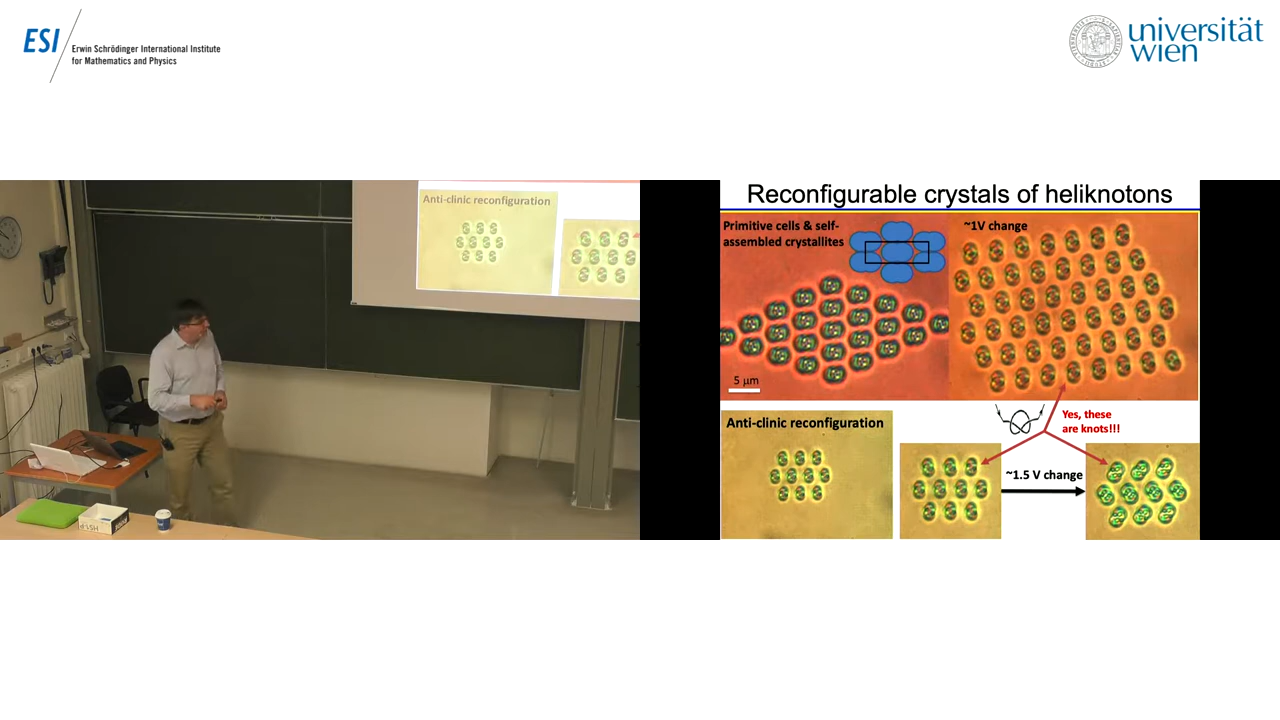 ESI
Erwin Schrödinger International Institute
for Mathematics and Physics
universität
wien
Anti-clinic reconfiguration
Reconfigurable crystals of heliknotons
Primitive cells & self-
assembled crystallites
~1V change
5 µm
Anti-clinic reconfiguration
Yes, these
are knots!!!
~1.5 V change